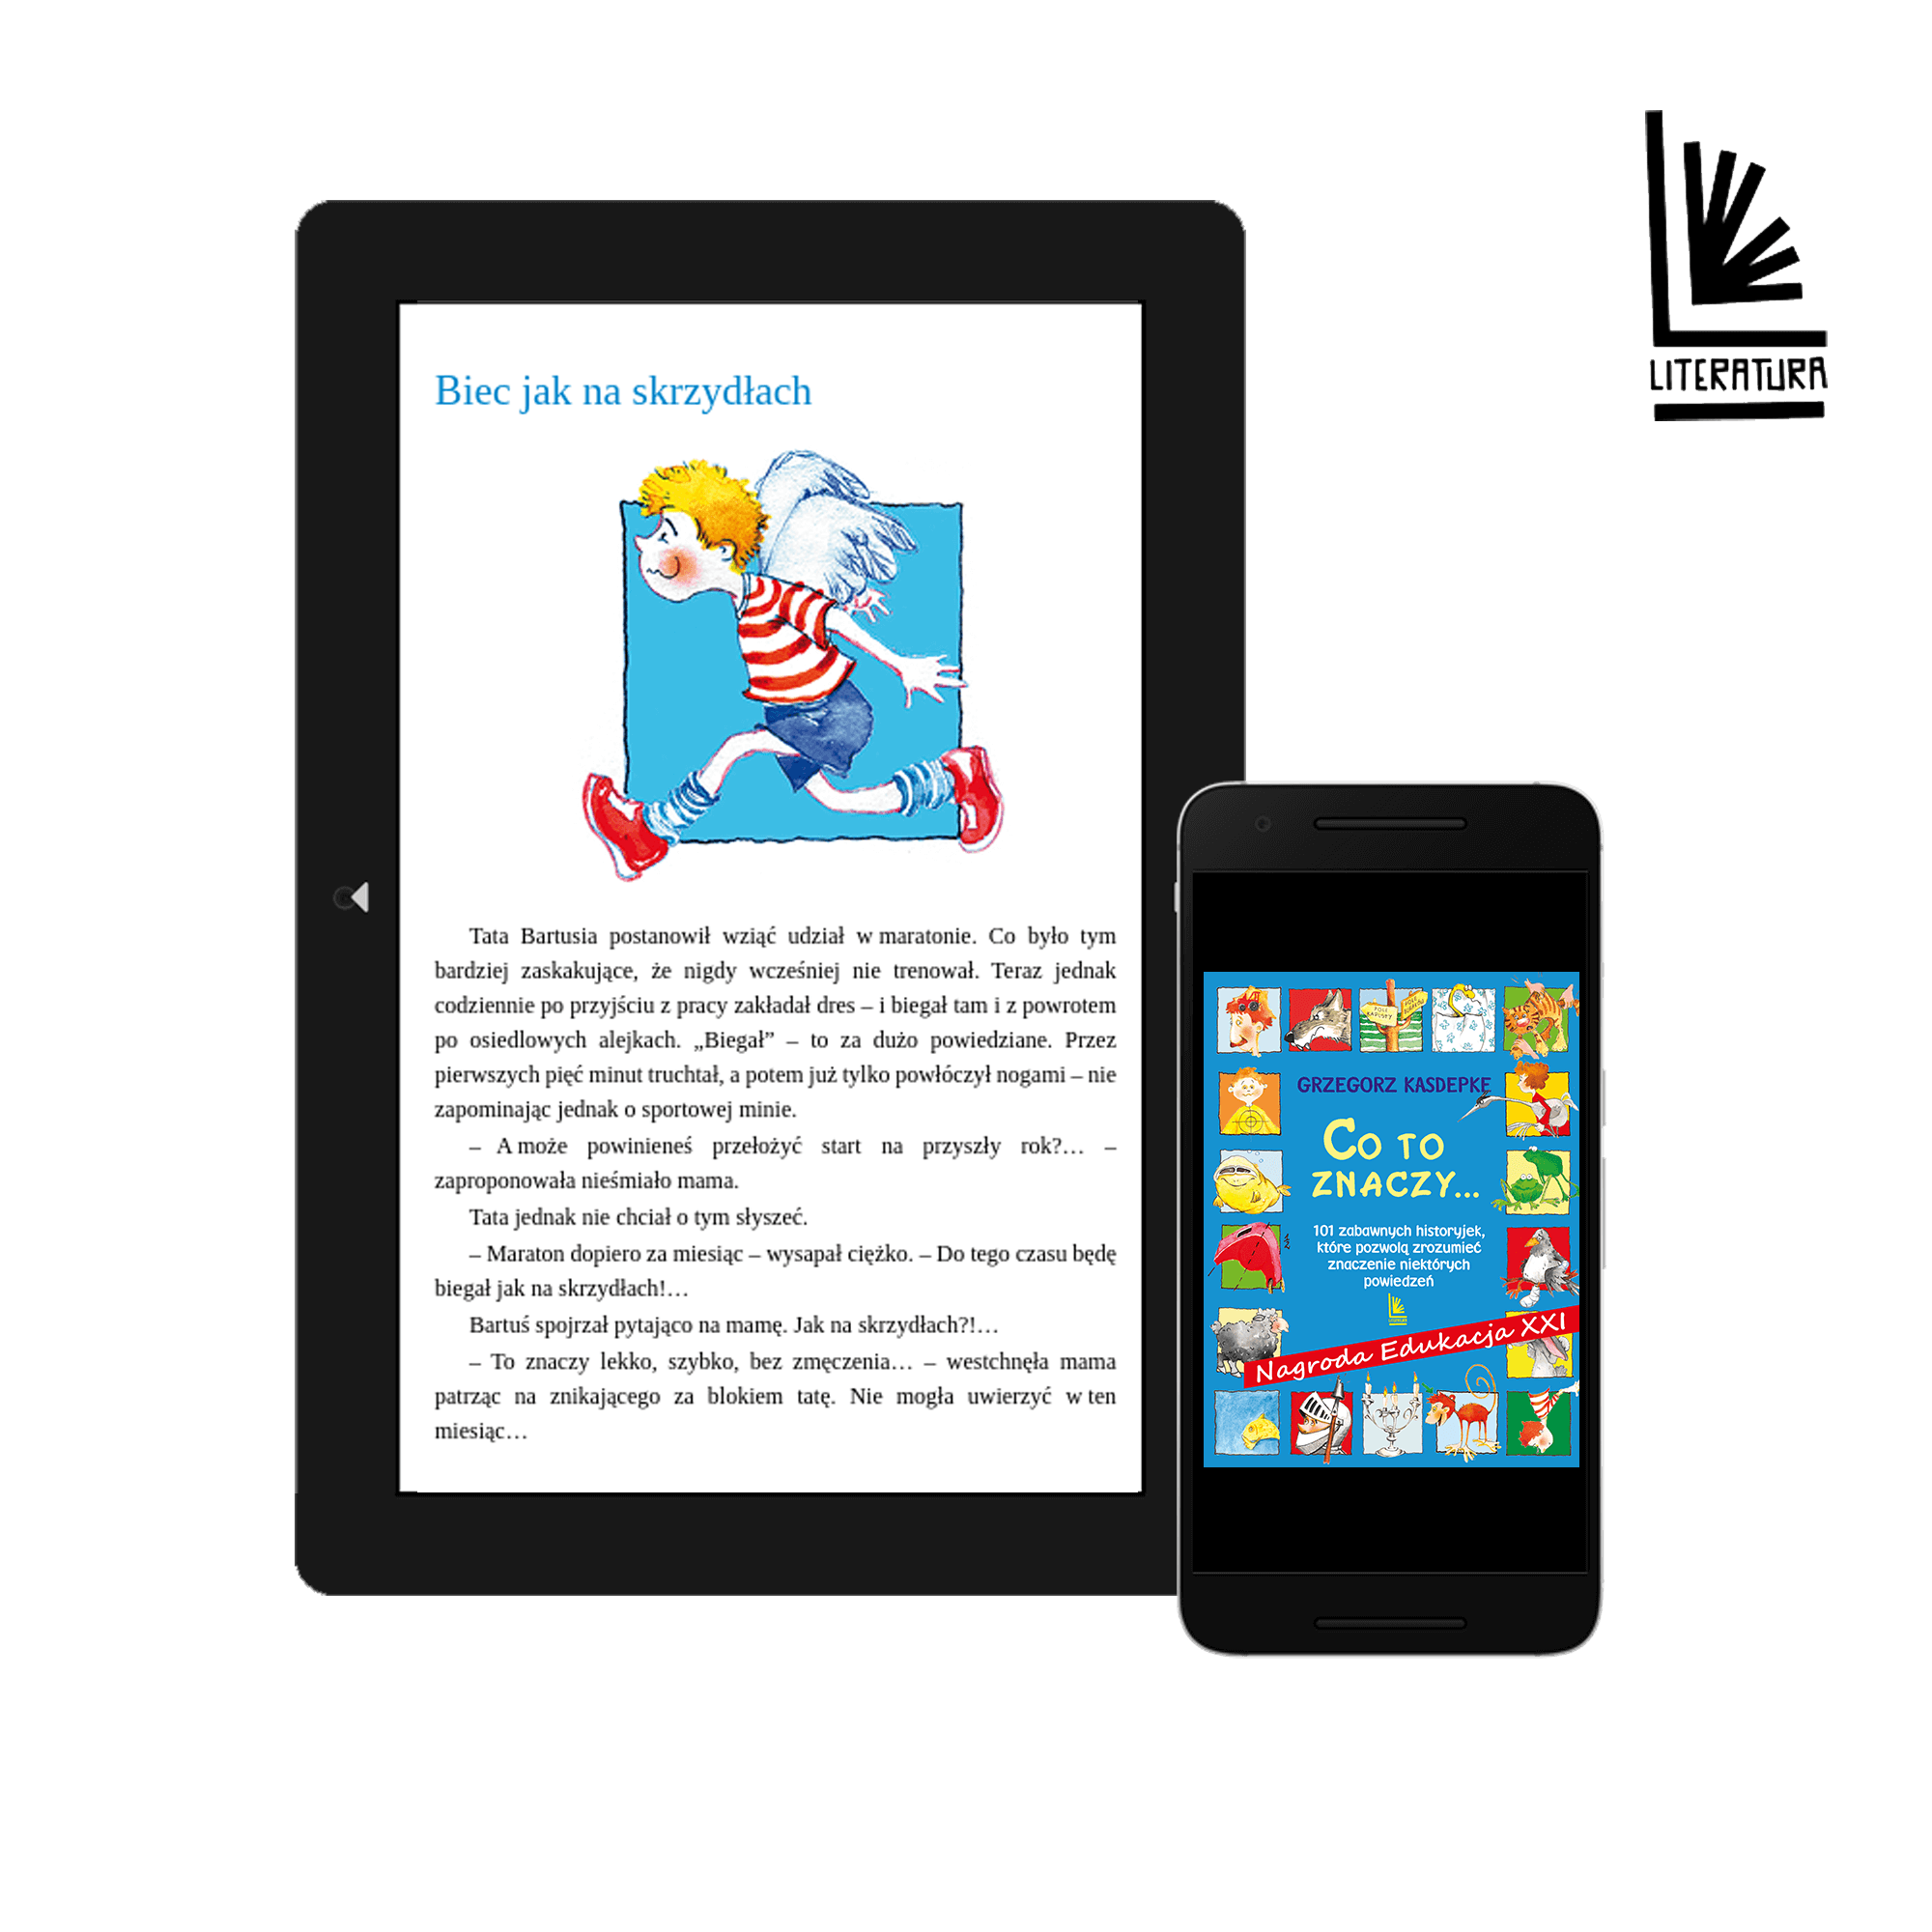 LITERATURA
Biec jak na skrzydłach
Tata Bartusia postanowił wziąć udział w maratonie. Co było tym
bardziej zaskakujące, że nigdy wcześniej nie trenował. Teraz jednak
codziennie po przyjściu z pracy zakładał dres – i biegał tam i z powrotem
po osiedlowych alejkach. „Biegał” – to za dużo powiedziane. Przez
pierwszych pięć minut truchtał, a potem już tylko powłóczył nogami – nie
zapominając jednak o sportowej minie.
– A może powinieneś przełożyć start na przyszły rok?… –
zaproponowała nieśmiało mama.
Tata jednak nie chciał o tym słyszeć.
– Maraton dopiero za miesiąc – wysapał ciężko. – Do tego czasu będę
biegał jak na skrzydłach!…
Bartuś spojrzał pytająco na mamę. Jak na skrzydłach?!…
– To znaczy lekko, szybko, bez zmęczenia… – westchnęła mama
patrząc na znikającego za blokiem tatę. Nie mogła uwierzyć w ten
miesiąc…
GRZEGORZ KASDEPKE
CO TO
ZNACZY...
101 zabawnych historyjek,
które pozwolą zrozumieć
znaczenie niektórych
powiedzeń
Nagroda Edukacja XXI